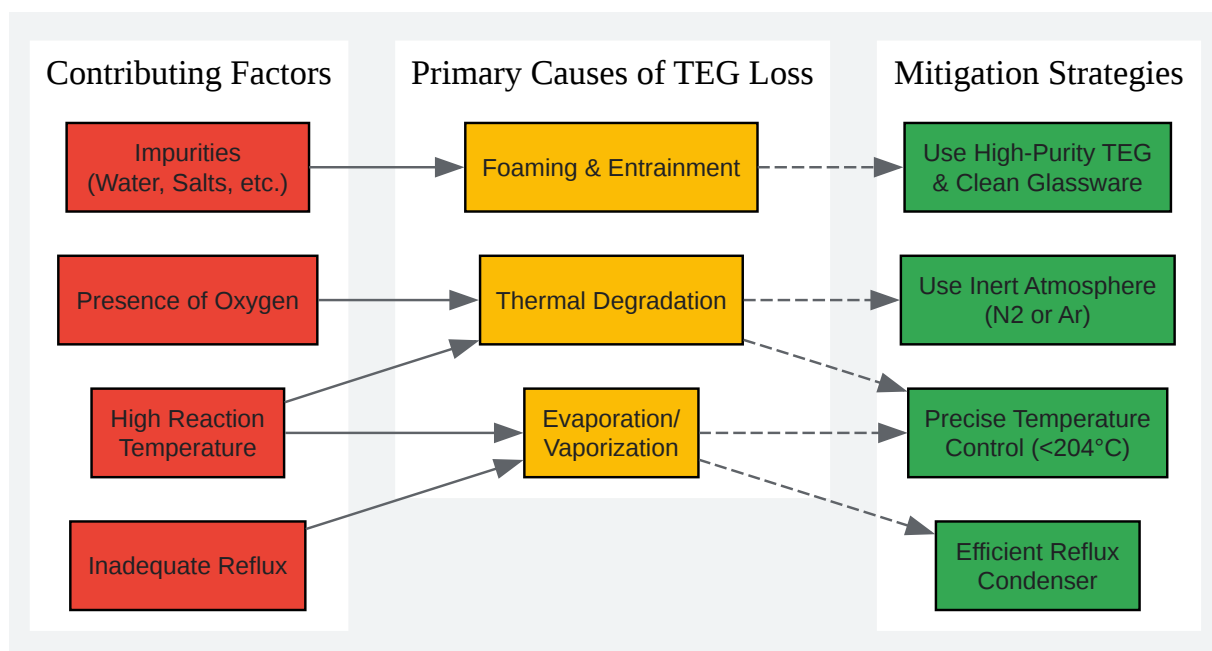 Contributing Factors
Primary Causes of TEG Loss
Mitigation Strategies
Impurities
(Water, Salts, etc.)
Foaming & Entrainment
Use High-Purity TEG
& Clean Glassware
Presence of Oxygen
Thermal Degradation
Use Inert Atmosphere
(N2 or Ar)
High Reaction
Temperature
Evaporation/
Vaporization
Precise Temperature
Control (<204°C)
Inadequate Reflux
Efficient Reflux
Condenser